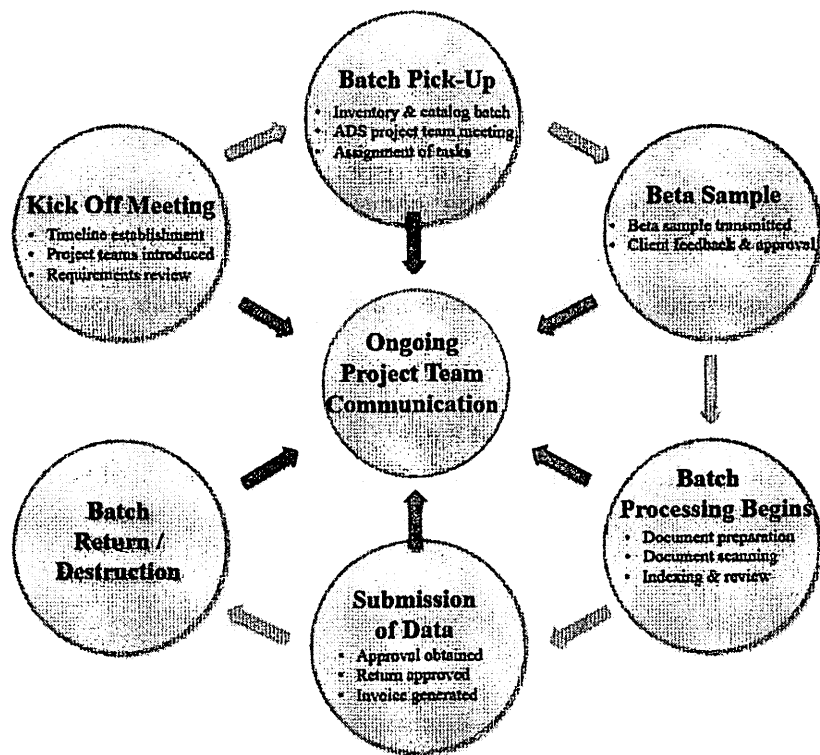 Batch Pick-Up
• Inventory & catalog batch
• ADS project team meeting
• Assignment of tasks
Kick Off Meeting
• Timeline establishment
• Project teams introduced
• Requirements review
Beta Sample
• Beta sample transmitted
• Client feedback & approval
Ongoing
Project Team
Communication
Batch
Processing Begins
• Document preparation
• Document scanning
• Indexing & review
Submission
of Data
• Approval obtained
• Return approved
• Invoice generated
Batch
Return /
Destruction